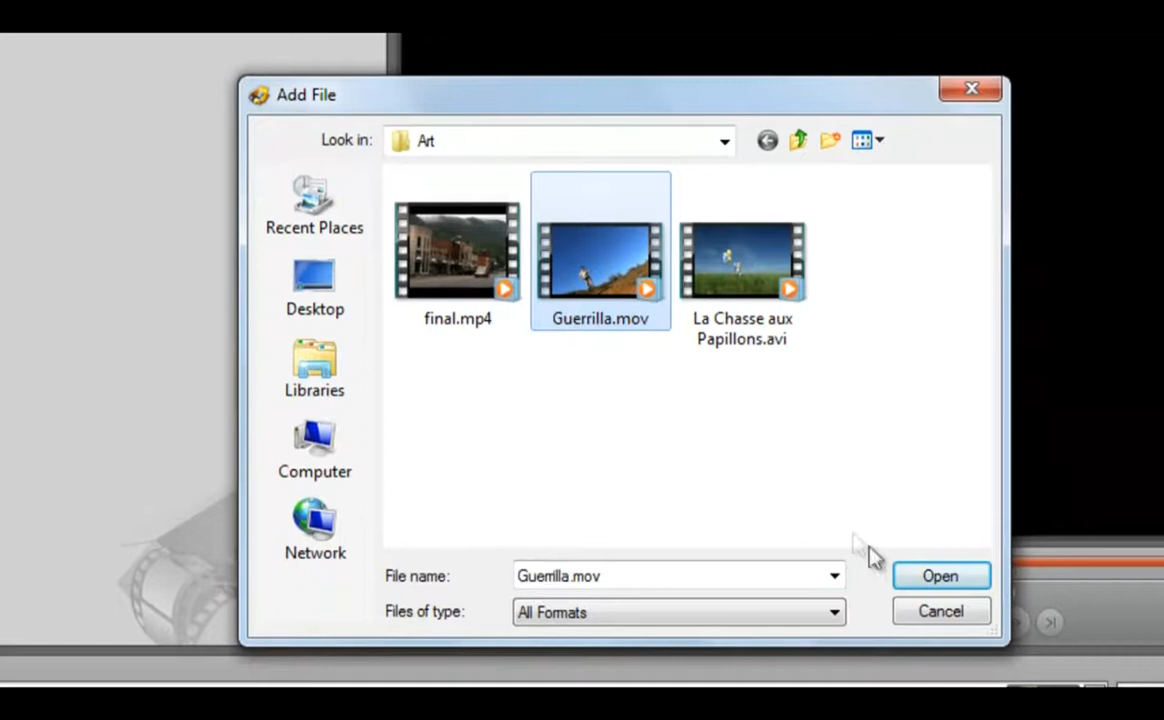 Add File
Look in: Art
Recent Places
Desktop
Libraries
Computer
Network
final.mp4
Guerrilla.mov
La Chasse aux
Papillons.avi
File name: Guerrilla.mov
Open
Files of type: All Formats
Cancel